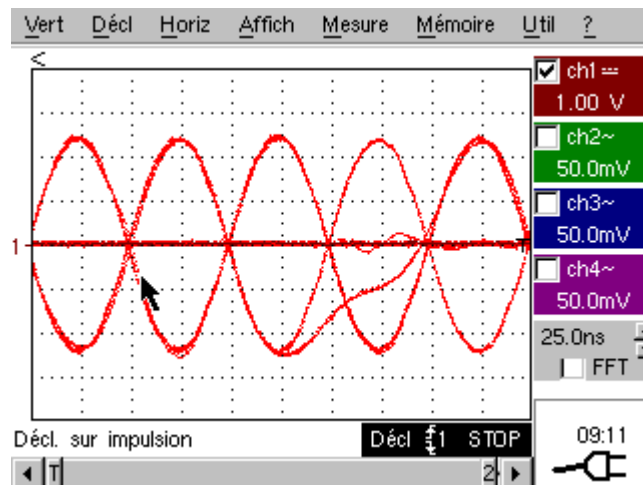 Vert Décl Horiz Affich Mesure Mémoire Util ?
<
ch1
1.00 V
ch2~
50.0mV
ch3~
50.0mV
ch4~
50.0mV
1
T
25.0ns
FFT
Décl. sur impulsion
Décl 1 STOP
09:11
T
2